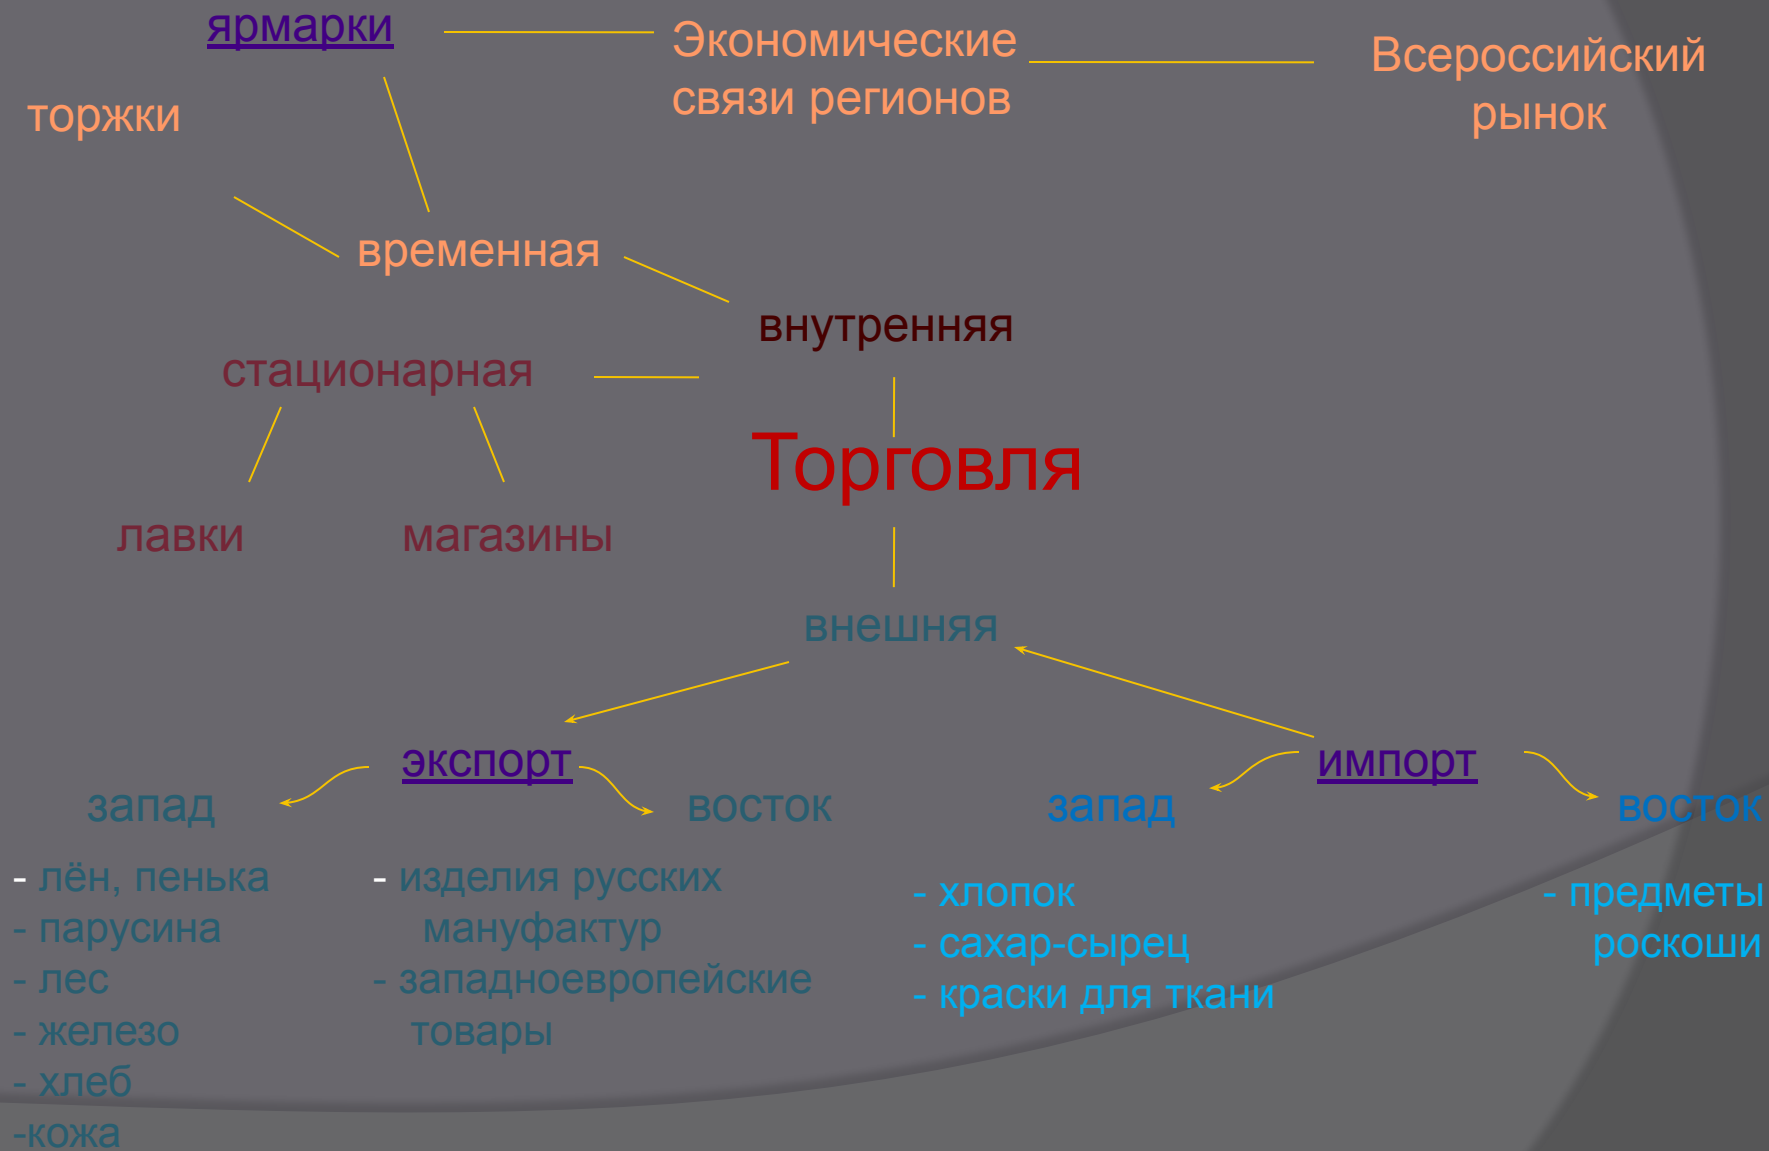 ярмарки
Экономические
связи регионов
Всероссийский
рынок
торжки
временная
внутренняя
стационарная
Торговля
лавки
магазины
внешняя
экспорт
импорт
запад
восток
запад
восток
- лён, пенька
- парусина
- лес
- железо
- хлеб
-кожа
- изделия русских
мануфактур
- западноевропейские
товары
- хлопок
- сахар-сырец
- краски для ткани
- предметы
роскоши